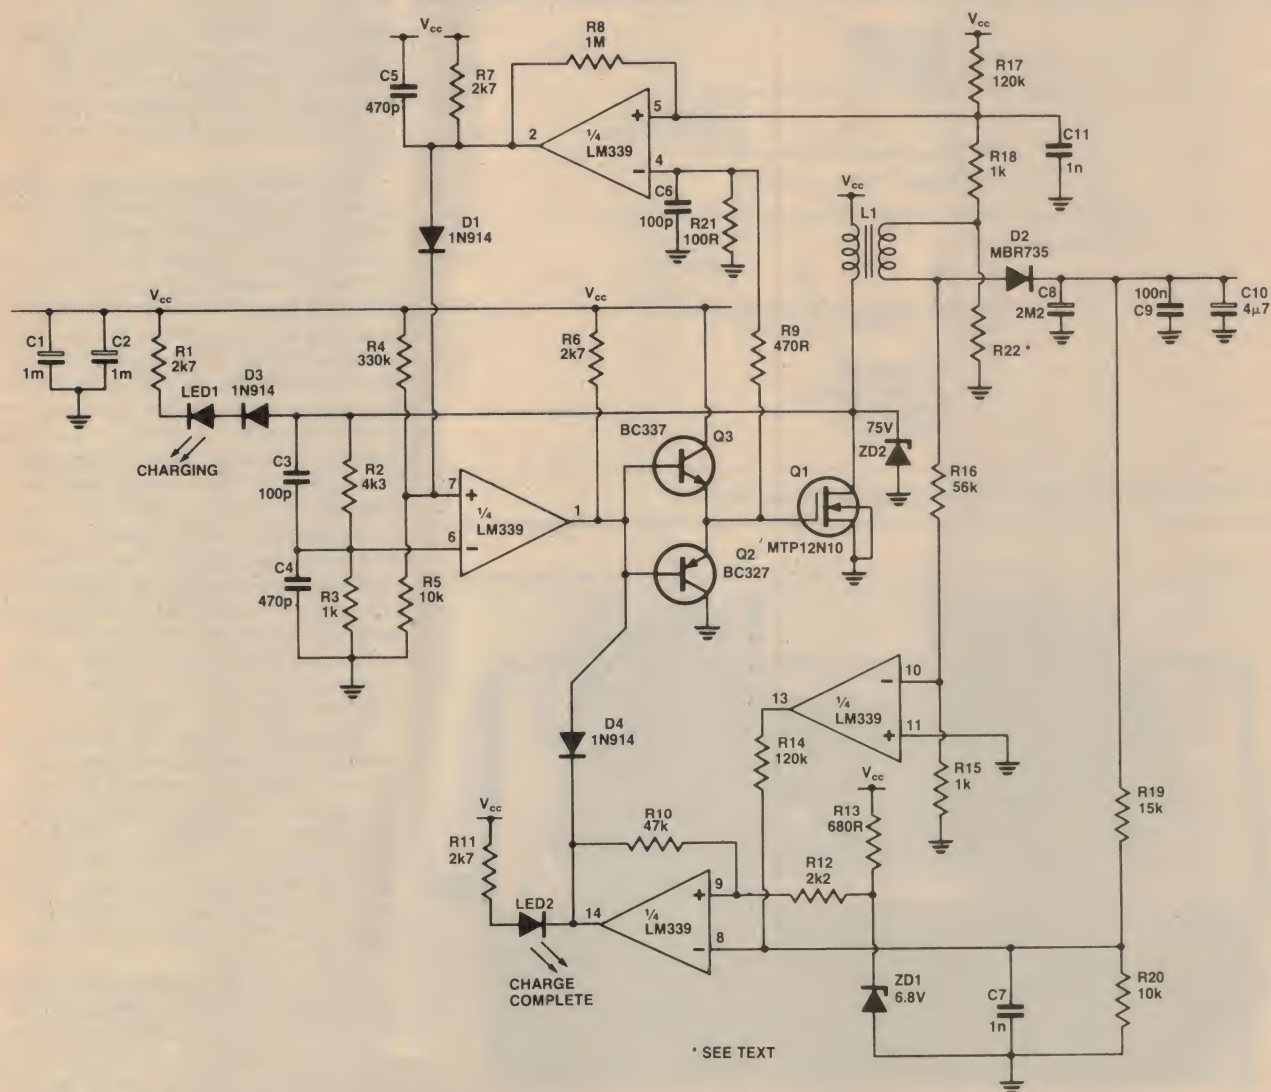 Vcc
C5
470p
R7
2k7
R8
1M
2
¼
LM339
+
5
−
4
Vcc
R17
120k
C11
1n
R18
1k
C6
100p
R21
100R
Vcc
L1
D1
1N914
D2
MBR735
C8
2M2
100n
C9
C10
4µ7
Vcc
Vcc
C1
1m
C2
1m
R1
2k7
LED1
D3
1N914
R4
330k
R6
2k7
R9
470R
R22 *
CHARGING
C3
100p
R2
4k3
BC337
Q3
75V
ZD2
Q1
R16
56k
7
+
¼
LM339
1
6
−
MTP12N10
Q2
BC327
C4
470p
R3
1k
R5
10k
D4
1N914
13
¼
LM339
−
10
+
11
R14
120k
Vcc
R13
680R
R15
1k
R19
15k
Vcc
R11
2k7
R10
47k
R12
2k2
LED2
14
¼
LM339
+
9
−
8
CHARGE
COMPLETE
ZD1
6.8V
C7
1n
R20
10k
* SEE TEXT